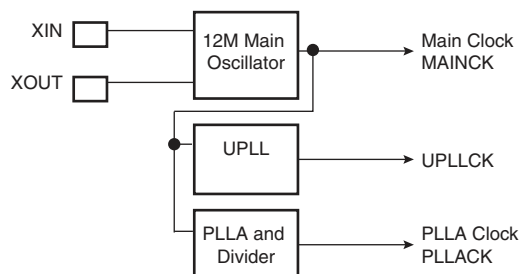 XIN
XOUT
12M Main
Oscillator
Main Clock
MAINCK
UPLL
UPLLCK
PLLA and
Divider
PLLA Clock
PLLACK